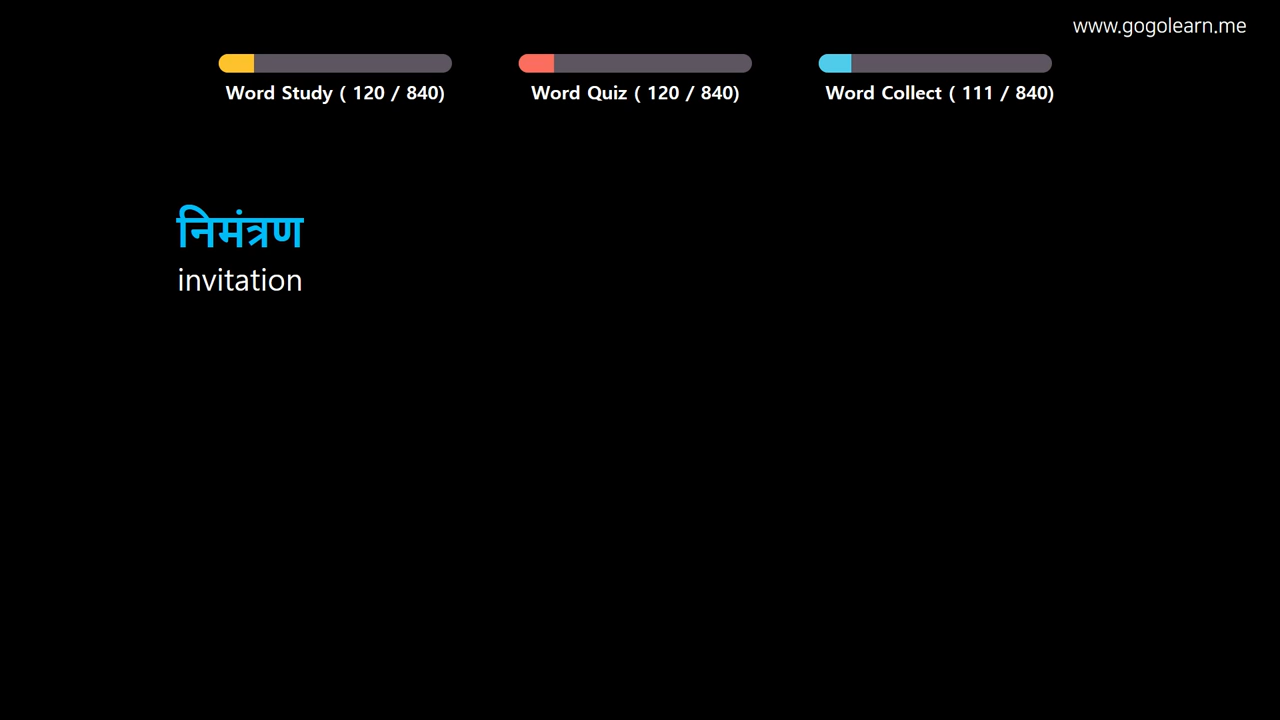 www.gogolearn.me
Word Study ( 120 / 840)
Word Quiz ( 120 / 840)
Word Collect ( 111 / 840)
निमंत्रण
invitation